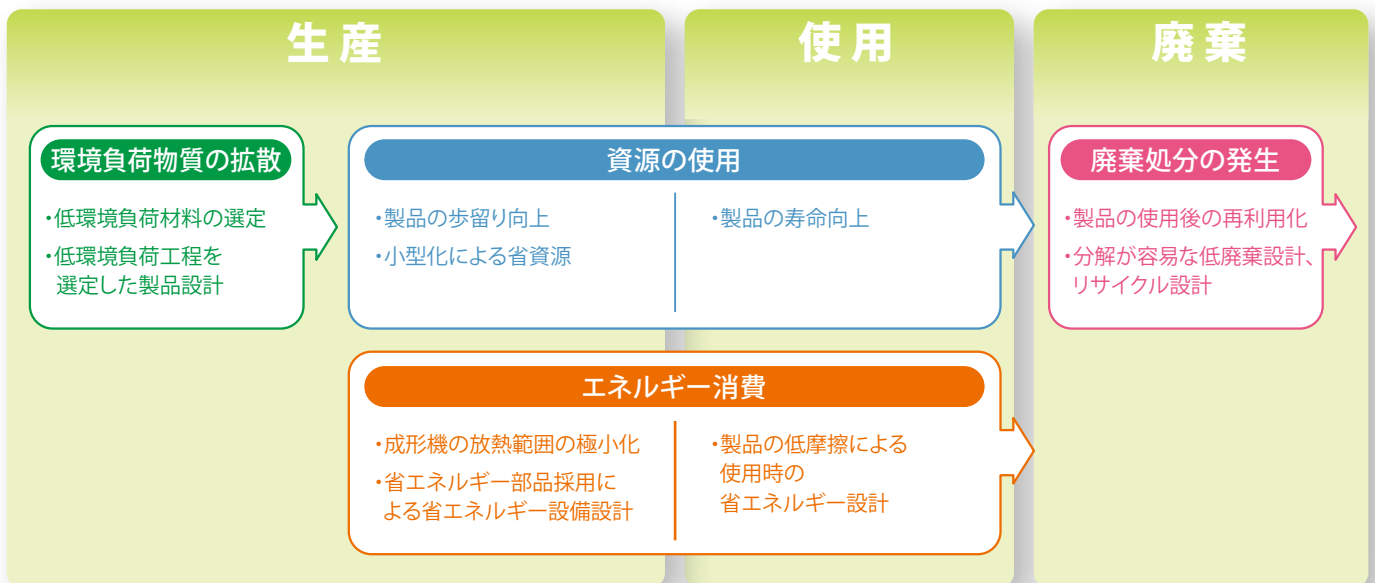 生産
使用
廃棄
環境負荷物質の拡散
・低環境負荷材料の選定
・低環境負荷工程を
選定した製品設計
資源の使用
・製品の歩留り向上
・小型化による省資源
・製品の寿命向上
廃棄処分の発生
・製品の使用後の再利用化
・分解が容易な低廃棄設計、
リサイクル設計
エネルギー消費
・成形機の放熱範囲の極小化
・省エネルギー部品採用に
よる省エネルギー設備設計
・製品の低摩擦による
使用時の
省エネルギー設計